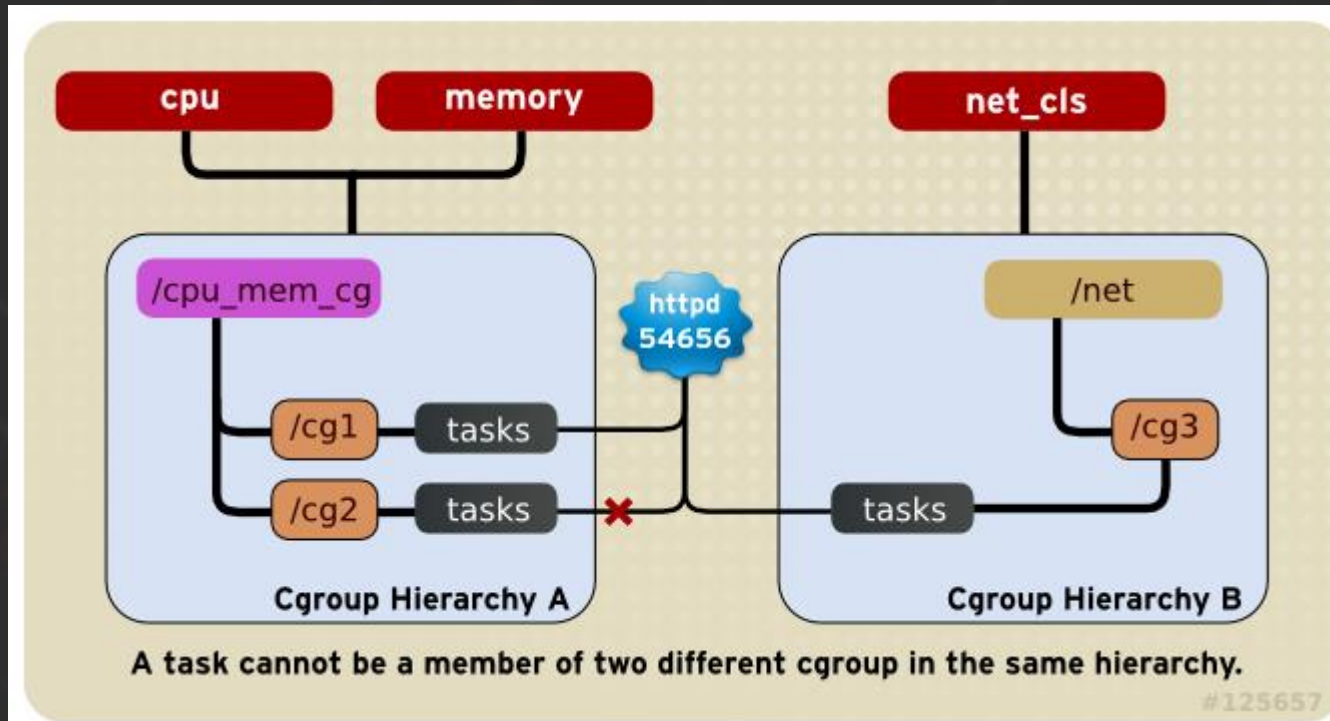 cpu
memory
net_cls
/cpu_mem_cg
/net
httpd
54656
/cg1
tasks
/cg3
/cg2
tasks
tasks
Cgroup Hierarchy A
Cgroup Hierarchy B
A task cannot be a member of two different cgroup in the same hierarchy.
#125657